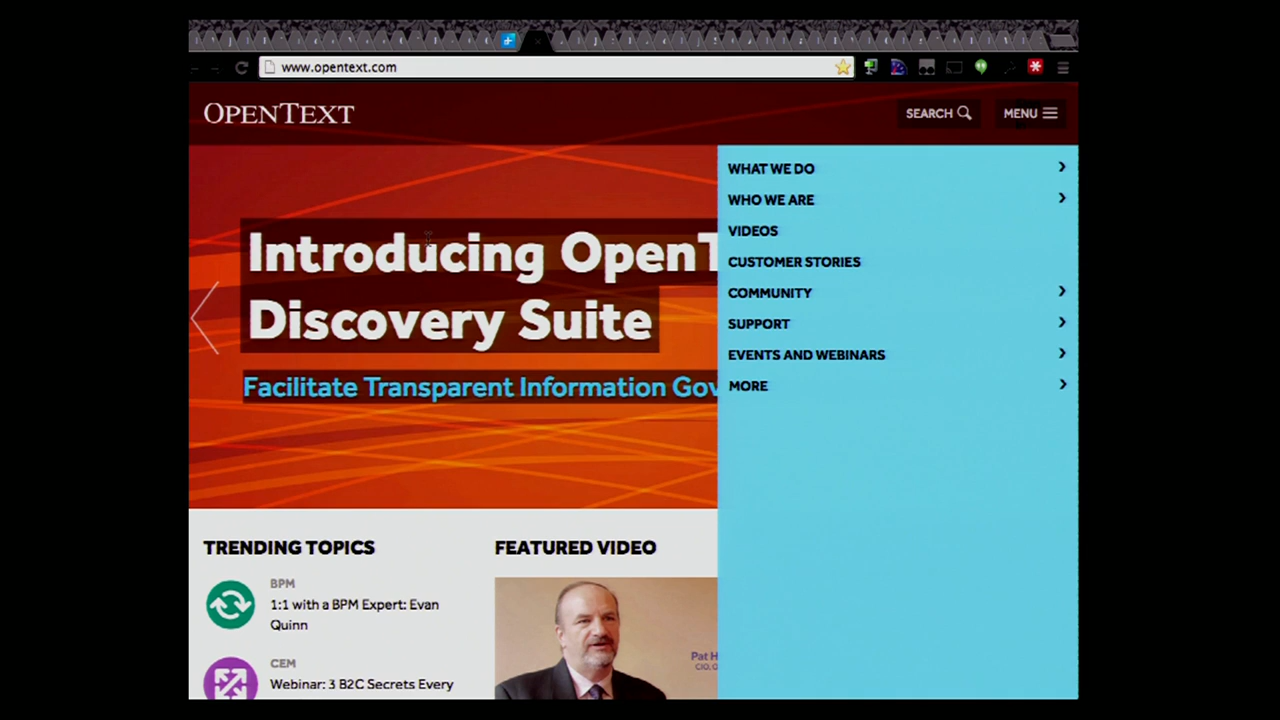 www.opentext.com
OPENTEXT
SEARCH
MENU
WHAT WE DO
WHO WE ARE
VIDEOS
CUSTOMER STORIES
COMMUNITY
SUPPORT
EVENTS AND WEBINARS
MORE
Introducing OpenT
Discovery Suite
Facilitate Transparent Information Gov
TRENDING TOPICS
BPM
1:1 with a BPM Expert: Evan
Quinn
CEM
Webinar: 3 B2C Secrets Every
FEATURED VIDEO
Pat H
CIO, O